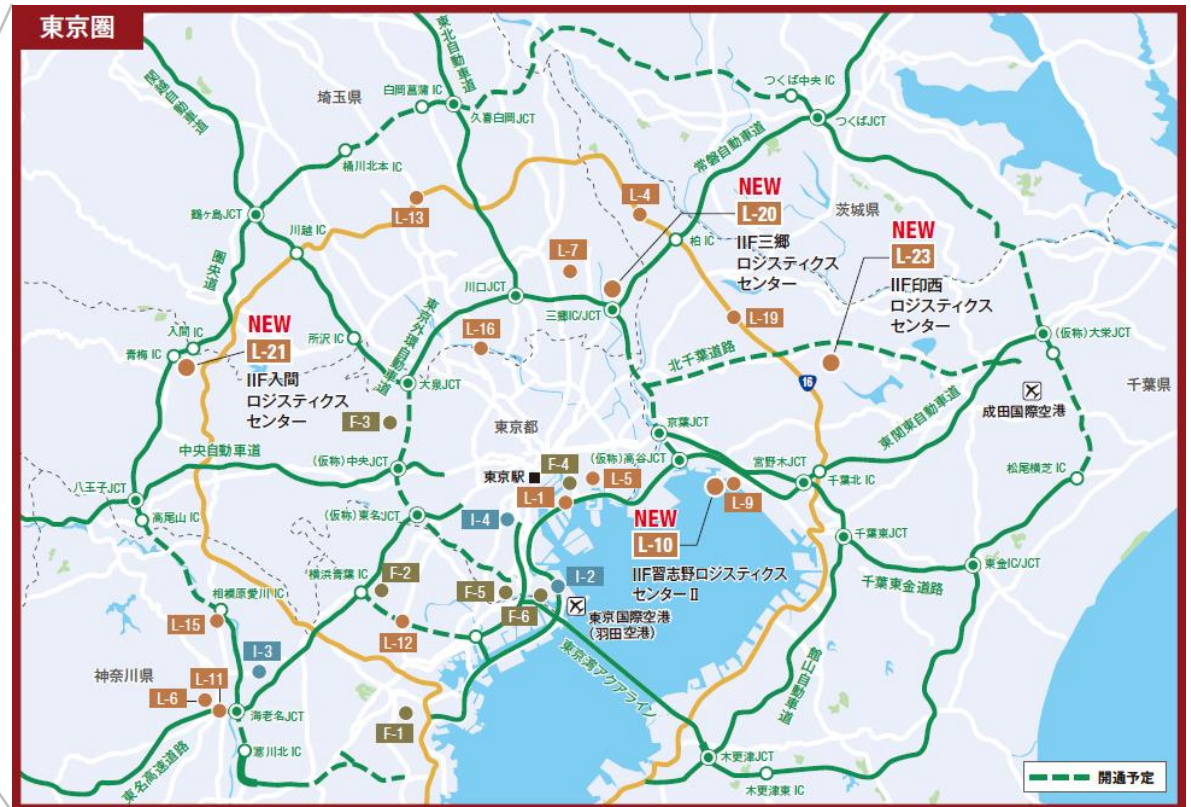 東京圏
関越自動車道
埼玉県
白岡菖蒲 IC
東北自動車道
久喜白岡JCT
つくば中央 IC
つくばJCT
常磐自動車道
桶川北本 IC
鶴ヶ島JCT
川越 IC
L-13
L-4
NEW
L-20
IIF三郷
ロジスティクス
センター
茨城県
柏 IC
NEW
L-23
IIF印西
ロジスティクス
センター
圏央道
L-7
川口JCT
三郷IC/JCT
東京外環自動車道
L-16
L-19
入間 IC
青梅 IC
NEW
L-21
IIF入間
ロジスティクス
センター
所沢 IC
大泉JCT
北千葉道路
16
(仮称)大栄JCT
成田国際空港
千葉県
東関東自動車道
F-3
東京都
京葉JCT
中央自動車道
(仮称)中央JCT
東京駅
F-4
L-5
(仮称)高谷JCT
宮野木JCT
千葉北 IC
松尾横芝 IC
八王子JCT
高尾山 IC
L-1
L-9
(仮称)東名JCT
I-4
NEW
L-10
IIF習志野ロジスティクス
センターⅡ
千葉東JCT
東金IC/JCT
千葉東金道路
横浜青葉 IC
F-2
F-5
F-6
I-2
東京国際空港
(羽田空港)
相模原愛川 IC
L-15
L-12
I-3
神奈川県
L-6
L-11
海老名JCT
F-1
東京湾アクアライン
館山自動車道
東名高速道路
寒川北 IC
木更津JCT
木更津東 IC
開通予定